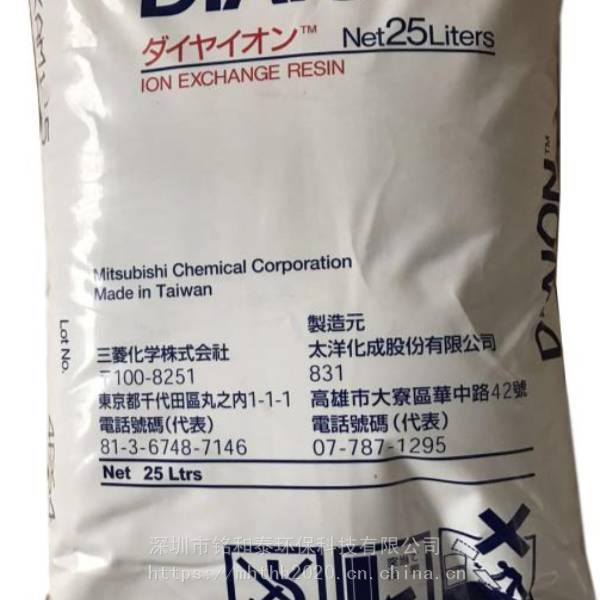 ダイヤイオン™ Net25Liters
ION EXCHANGE RESIN
Mitsubishi Chemical Corporation
Made in Taiwan
Lot No.
三菱化学株式会社
〒100-8251
東京都千代田區丸之内1-1-1
電話號碼(代表)
81-3-6748-7146
製造元
太洋化成股份有限公司
831
高雄市大寮區華中路42號
電話號碼(代表)
07-787-1295
Net 25 Ltrs
深圳市铭和泰环保科技有限公司
https://mhthb2020.cn.china.cn